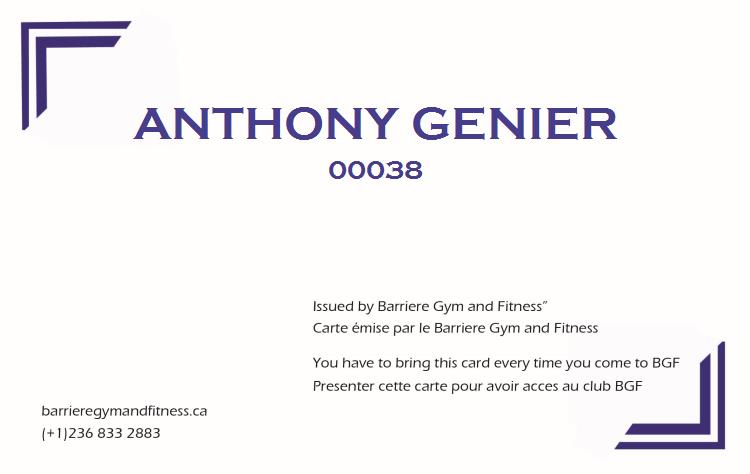 ANTHONY GENIER
00038
Issued by Barriere Gym and Fitness”
Carte émise par le Barriere Gym and Fitness
You have to bring this card every time you come to BGF
Presenter cette carte pour avoir acces au club BGF
barrieregymandfitness.ca
(+1)236 833 2883